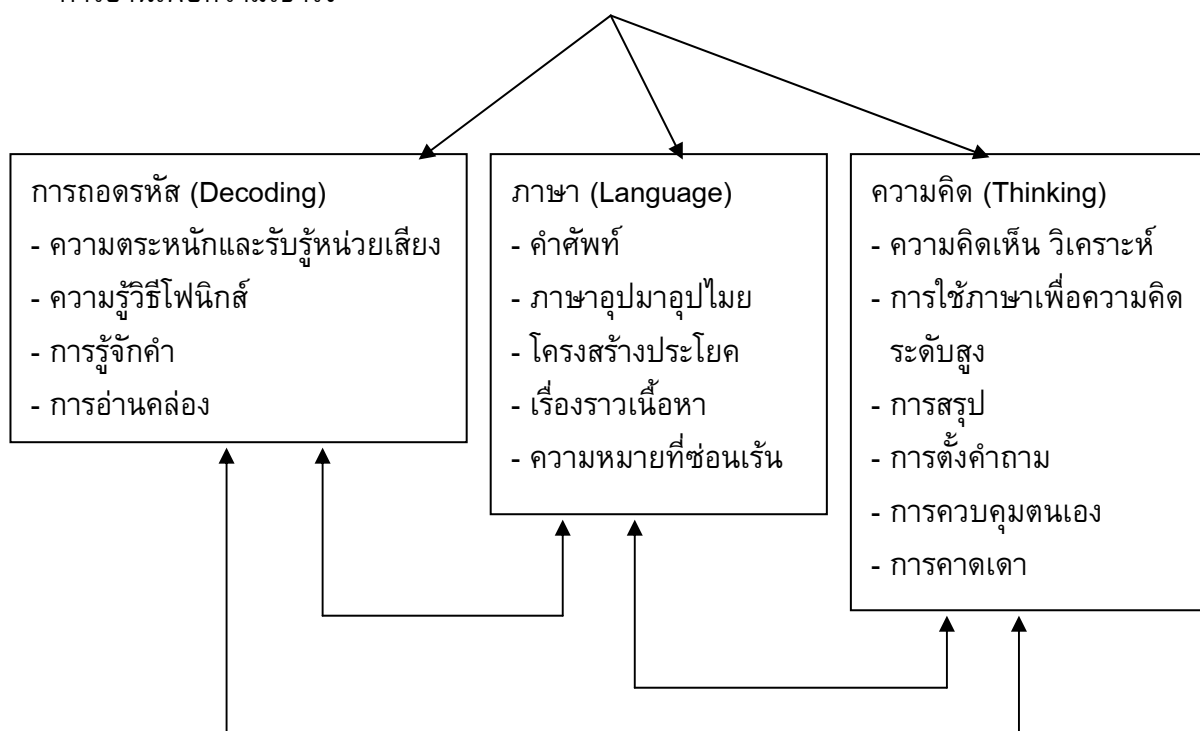 การถอดรหัส (Decoding)
- ความตระหนักและรับรู้หน่วยเสียง
- ความรู้วิธีโฟนิกส์
- การรู้จักคำ
- การอ่านคล่อง
ภาษา (Language)
- คำศัพท์
- ภาษาอุปมาอุปไมย
- โครงสร้างประโยค
- เรื่องราวเนื้อหา
- ความหมายที่ซ่อนเร้น
ความคิด (Thinking)
- ความคิดเห็น วิเคราะห์
- การใช้ภาษาเพื่อความคิด
ระดับสูง
- การสรุป
- การตั้งคำถาม
- การควบคุมตนเอง
- การคาดเดา